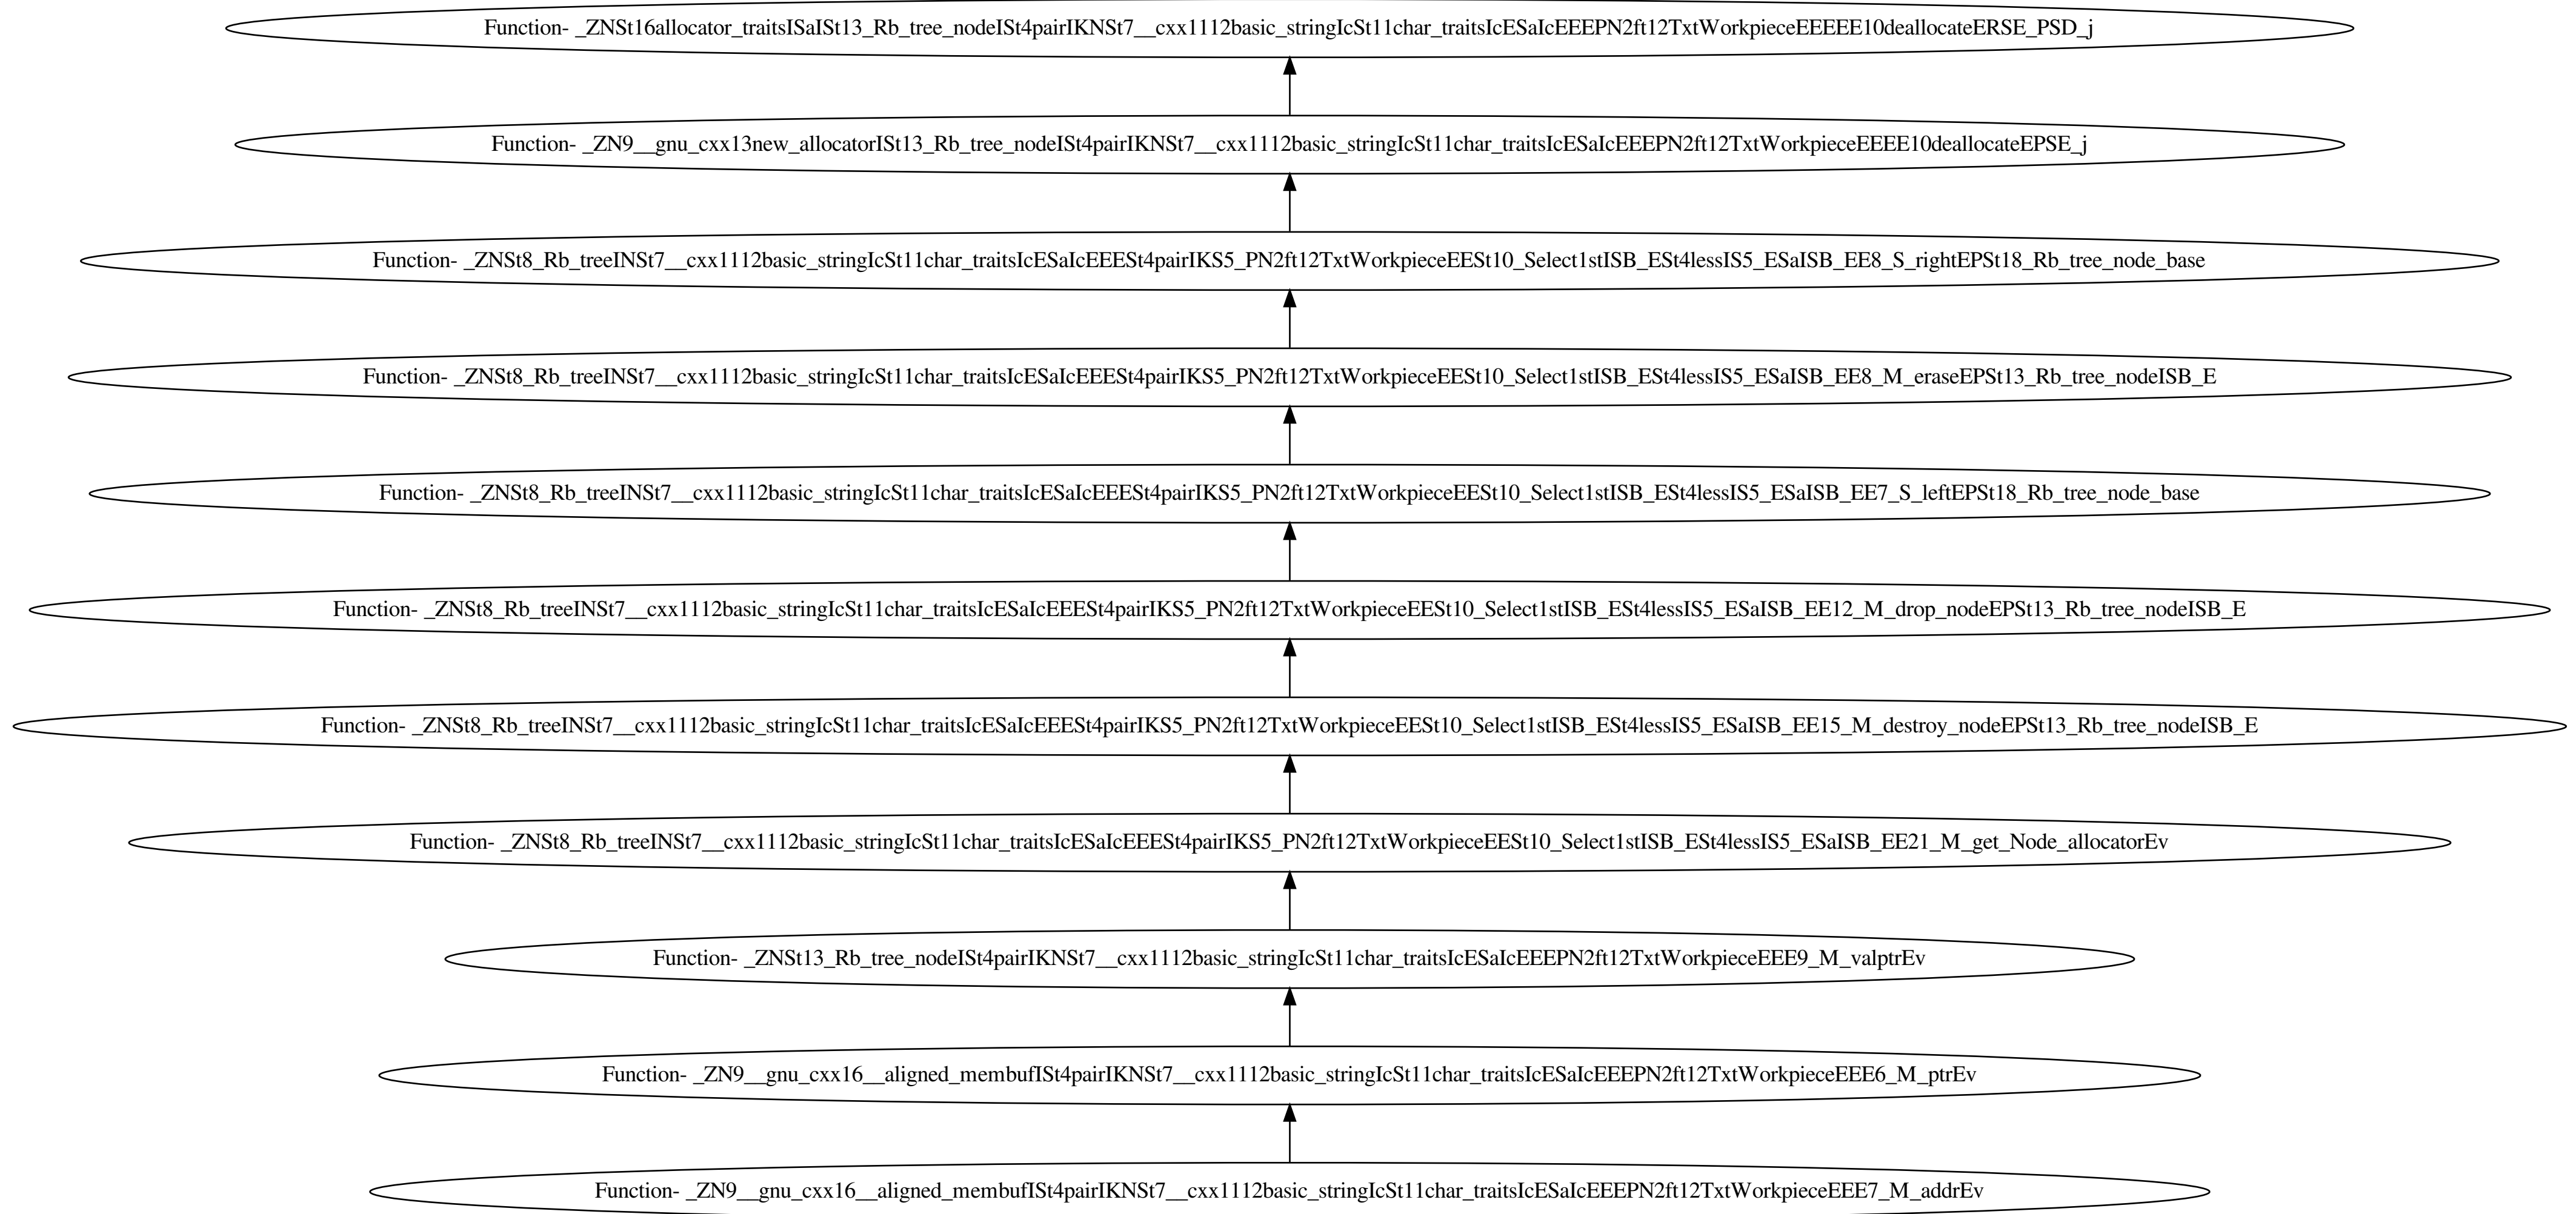 Function- _ZNSt16allocator_traitsISaISt13_Rb_tree_nodeISt4pairIKNSt7__cxx1112basic_stringIcSt11char_traitsIcESaIcEEEPN2ft12TxtWorkpieceEEEEE10deallocateERSE_PSD_j
Function- _ZN9__gnu_cxx13new_allocatorISt13_Rb_tree_nodeISt4pairIKNSt7__cxx1112basic_stringIcSt11char_traitsIcESaIcEEEPN2ft12TxtWorkpieceEEEE10deallocateEPSE_j
Function- _ZNSt8_Rb_treeINSt7__cxx1112basic_stringIcSt11char_traitsIcESaIcEEESt4pairIKS5_PN2ft12TxtWorkpieceEESt10_Select1stISB_ESt4lessIS5_ESaISB_EE8_S_rightEPSt18_Rb_tree_node_base
Function- _ZNSt8_Rb_treeINSt7__cxx1112basic_stringIcSt11char_traitsIcESaIcEEESt4pairIKS5_PN2ft12TxtWorkpieceEESt10_Select1stISB_ESt4lessIS5_ESaISB_EE8_M_eraseEPSt13_Rb_tree_nodeISB_E
Function- _ZNSt8_Rb_treeINSt7__cxx1112basic_stringIcSt11char_traitsIcESaIcEEESt4pairIKS5_PN2ft12TxtWorkpieceEESt10_Select1stISB_ESt4lessIS5_ESaISB_EE7_S_leftEPSt18_Rb_tree_node_base
Function- _ZNSt8_Rb_treeINSt7__cxx1112basic_stringIcSt11char_traitsIcESaIcEEESt4pairIKS5_PN2ft12TxtWorkpieceEESt10_Select1stISB_ESt4lessIS5_ESaISB_EE12_M_drop_nodeEPSt13_Rb_tree_nodeISB_E
Function- _ZNSt8_Rb_treeINSt7__cxx1112basic_stringIcSt11char_traitsIcESaIcEEESt4pairIKS5_PN2ft12TxtWorkpieceEESt10_Select1stISB_ESt4lessIS5_ESaISB_EE15_M_destroy_nodeEPSt13_Rb_tree_nodeISB_E
Function- _ZNSt8_Rb_treeINSt7__cxx1112basic_stringIcSt11char_traitsIcESaIcEEESt4pairIKS5_PN2ft12TxtWorkpieceEESt10_Select1stISB_ESt4lessIS5_ESaISB_EE21_M_get_Node_allocatorEv
Function- _ZNSt13_Rb_tree_nodeISt4pairIKNSt7__cxx1112basic_stringIcSt11char_traitsIcESaIcEEEPN2ft12TxtWorkpieceEEE9_M_valptrEv
Function- _ZN9__gnu_cxx16__aligned_membufISt4pairIKNSt7__cxx1112basic_stringIcSt11char_traitsIcESaIcEEEPN2ft12TxtWorkpieceEEE6_M_ptrEv
Function- _ZN9__gnu_cxx16__aligned_membufISt4pairIKNSt7__cxx1112basic_stringIcSt11char_traitsIcESaIcEEEPN2ft12TxtWorkpieceEEE7_M_addrEv